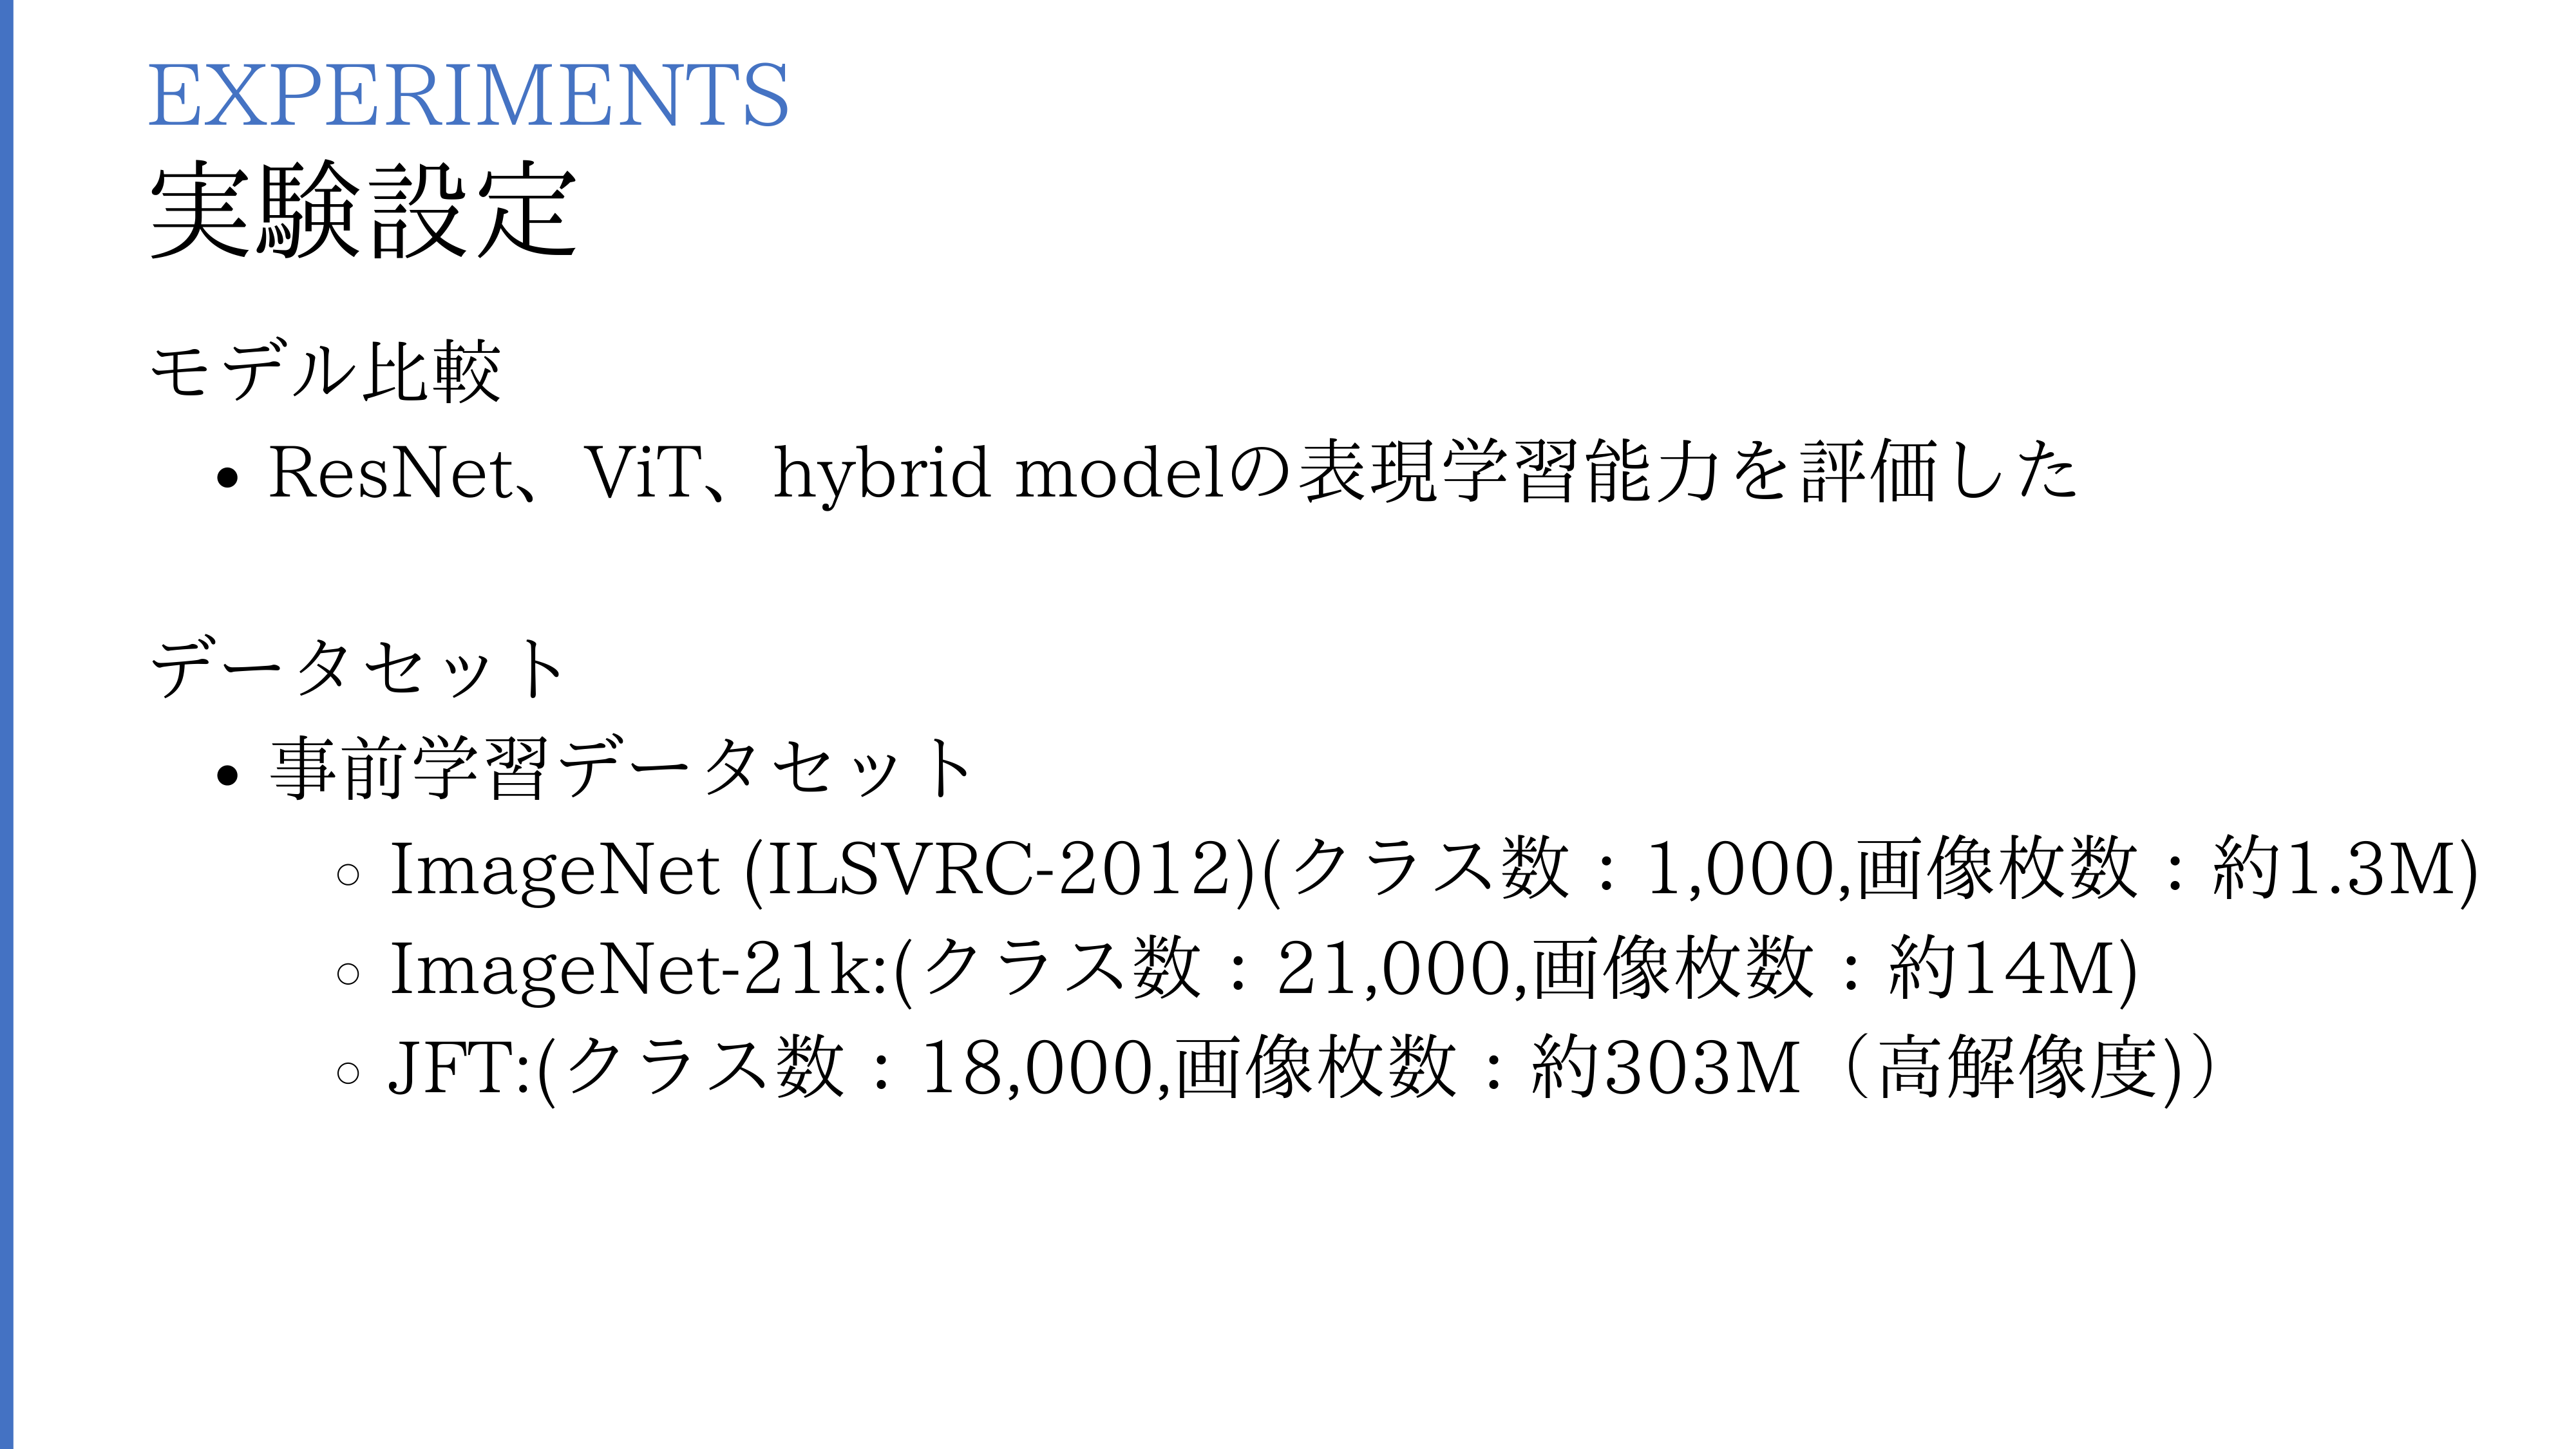 EXPERIMENTS
実験設定
モデル比較
• ResNet、ViT、hybrid modelの表現学習能力を評価した
データセット
• 事前学習データセット
○ ImageNet (ILSVRC-2012)(クラス数：1,000,画像枚数：約1.3M)
○ ImageNet-21k:(クラス数：21,000,画像枚数：約14M)
○ JFT:(クラス数：18,000,画像枚数：約303M（高解像度)）